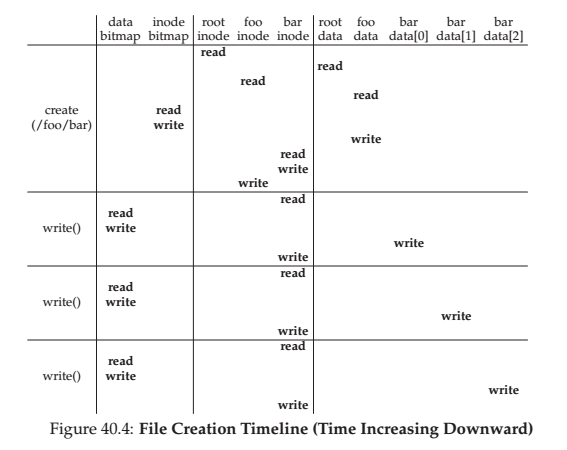 data inode root foo bar root foo bar bar bar
bitmap bitmap inode inode inode data data data[0] data[1] data[2]
read
read
read
read
create read
(/foo/bar) write
write
read
write
write
read
read
write() write
write
write
read
read
write() write
write
write
read
read
write() write
write
write
Figure 40.4: File Creation Timeline (Time Increasing Downward)